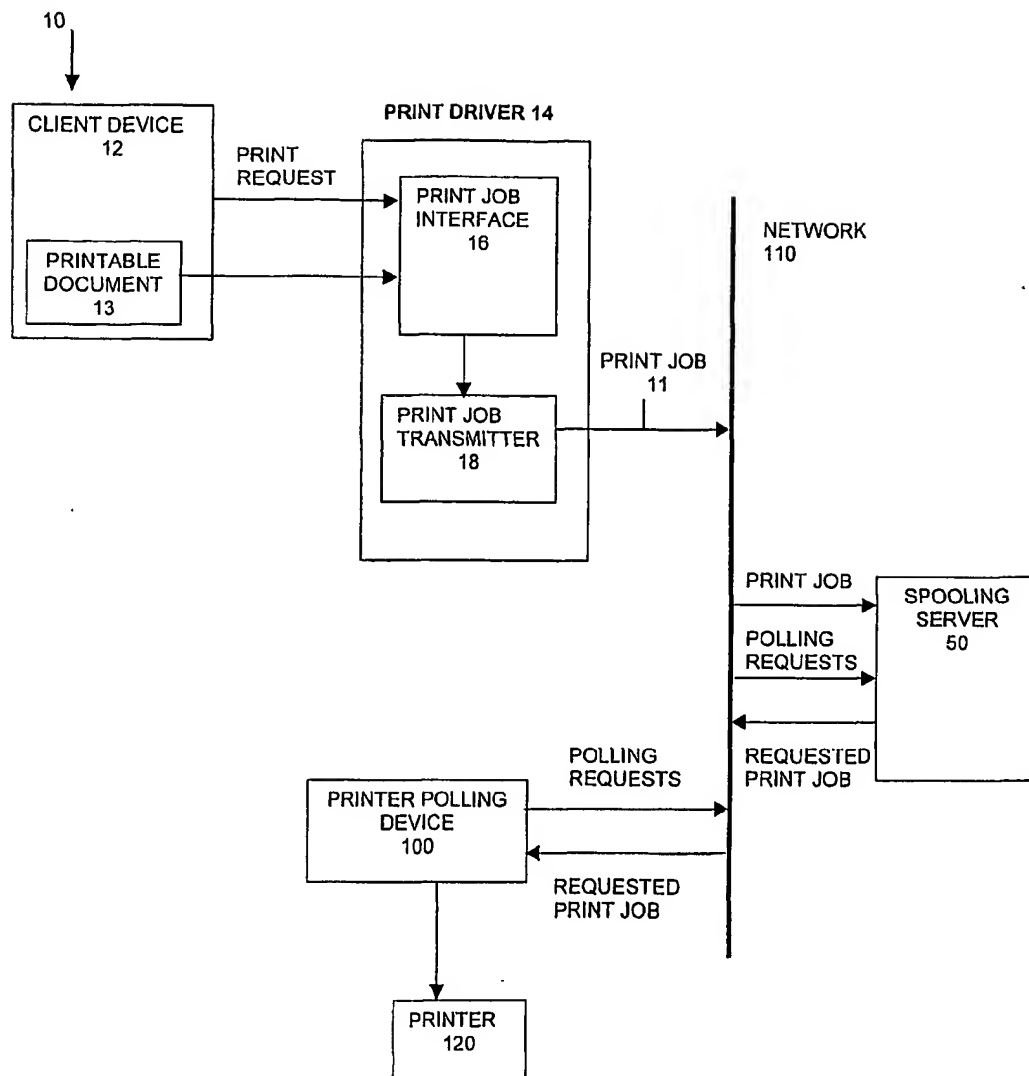 10
CLIENT DEVICE
12
PRINTABLE
DOCUMENT
13
PRINT
REQUEST
PRINT DRIVER 14
PRINT JOB
INTERFACE
16
PRINT JOB
TRANSMITTER
18
PRINT JOB
11
NETWORK
110
PRINT JOB
POLLING
REQUESTS
REQUESTED
PRINT JOB
SPOOLING
SERVER
50
POLLING
REQUESTS
PRINTER POLLING
DEVICE
100
REQUESTED
PRINT JOB
PRINTER
120